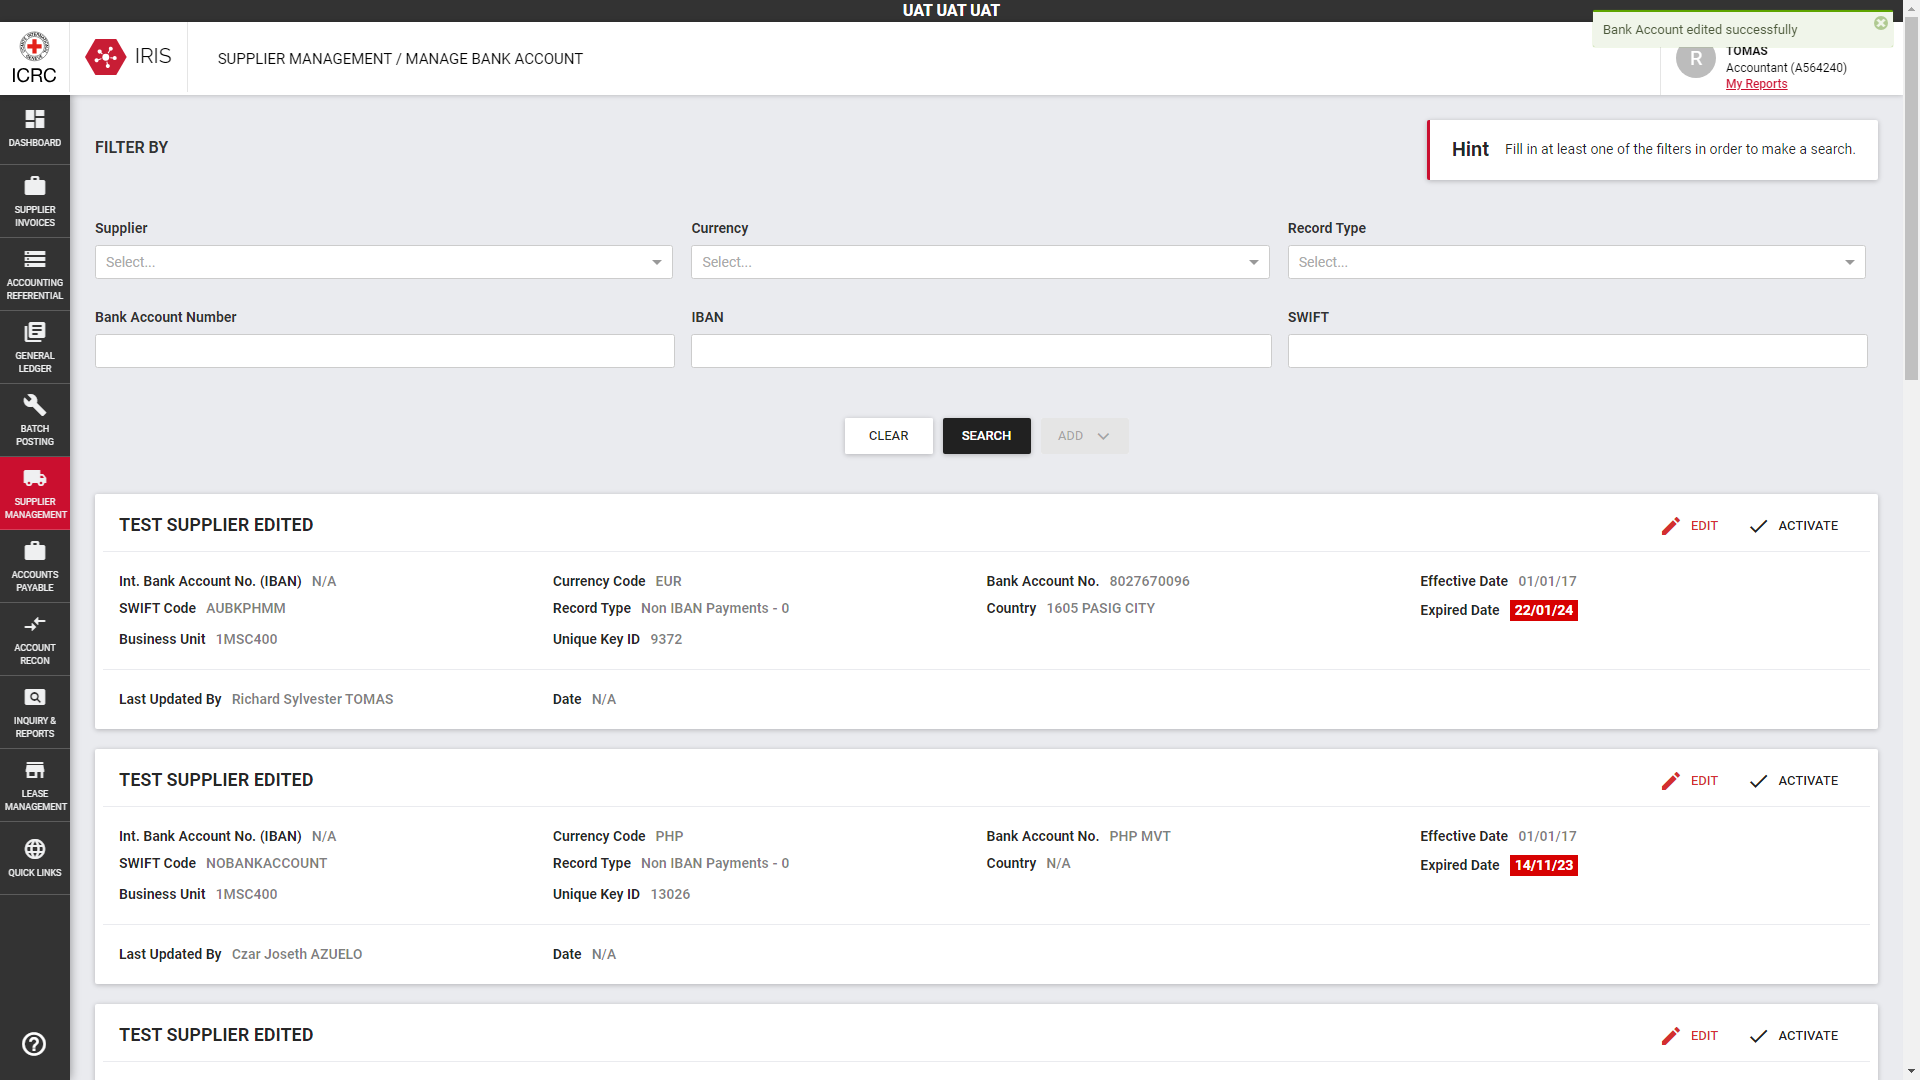 UAT UAT UAT
Bank Account edited successfully
ICRC
IRIS
SUPPLIER MANAGEMENT / MANAGE BANK ACCOUNT
R
TOMAS
Accountant (A564240)
My Reports
DASHBOARD
SUPPLIER
INVOICES
ACCOUNTING
REFERENTIAL
GENERAL
LEDGER
BATCH
POSTING
SUPPLIER
MANAGEMENT
ACCOUNTS
PAYABLE
ACCOUNT
RECON
INQUIRY &
REPORTS
LEASE
MANAGEMENT
QUICK LINKS
FILTER BY
Hint Fill in at least one of the filters in order to make a search.
Supplier Currency Record Type
Select... Select... Select...
Bank Account Number IBAN SWIFT
CLEAR SEARCH ADD
TEST SUPPLIER EDITED EDIT ACTIVATE
Int. Bank Account No. (IBAN) N/A Currency Code EUR Bank Account No. 8027670096 Effective Date 01/01/17
SWIFT Code AUBKPHMM Record Type Non IBAN Payments - 0 Country 1605 PASIG CITY Expired Date 22/01/24
Business Unit 1MSC400 Unique Key ID 9372
Last Updated By Richard Sylvester TOMAS Date N/A
TEST SUPPLIER EDITED EDIT ACTIVATE
Int. Bank Account No. (IBAN) N/A Currency Code PHP Bank Account No. PHP MVT Effective Date 01/01/17
SWIFT Code NOBANKACCOUNT Record Type Non IBAN Payments - 0 Country N/A Expired Date 14/11/23
Business Unit 1MSC400 Unique Key ID 13026
Last Updated By Czar Joseth AZUELO Date N/A
TEST SUPPLIER EDITED EDIT ACTIVATE